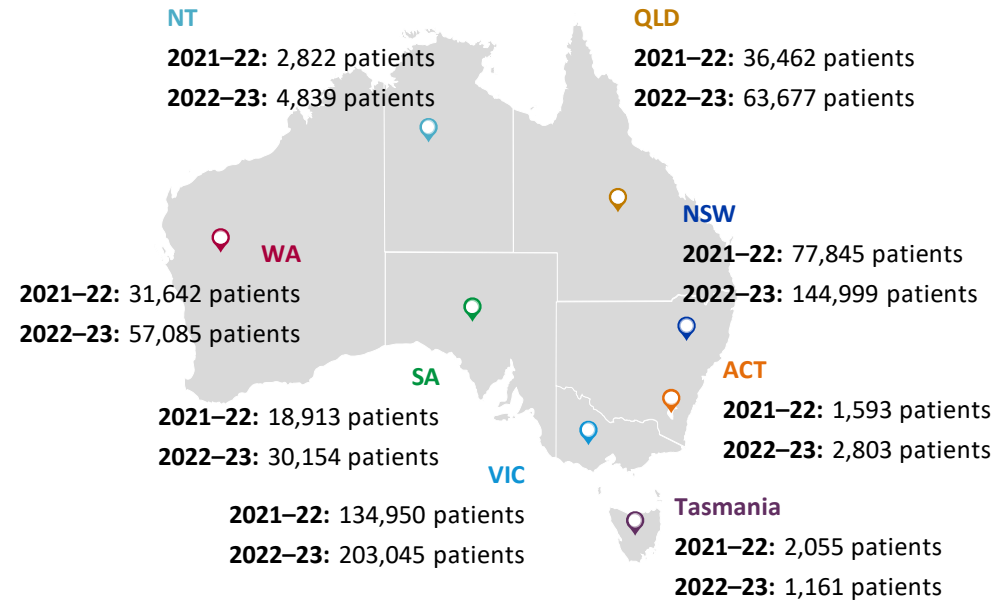 NT
2021–22: 2,822 patients
2022–23: 4,839 patients
QLD
2021–22: 36,462 patients
2022–23: 63,677 patients
NSW
2021–22: 77,845 patients
2022–23: 144,999 patients
WA
2021–22: 31,642 patients
2022–23: 57,085 patients
SA
2021–22: 18,913 patients
2022–23: 30,154 patients
ACT
2021–22: 1,593 patients
2022–23: 2,803 patients
VIC
2021–22: 134,950 patients
2022–23: 203,045 patients
Tasmania
2021–22: 2,055 patients
2022–23: 1,161 patients